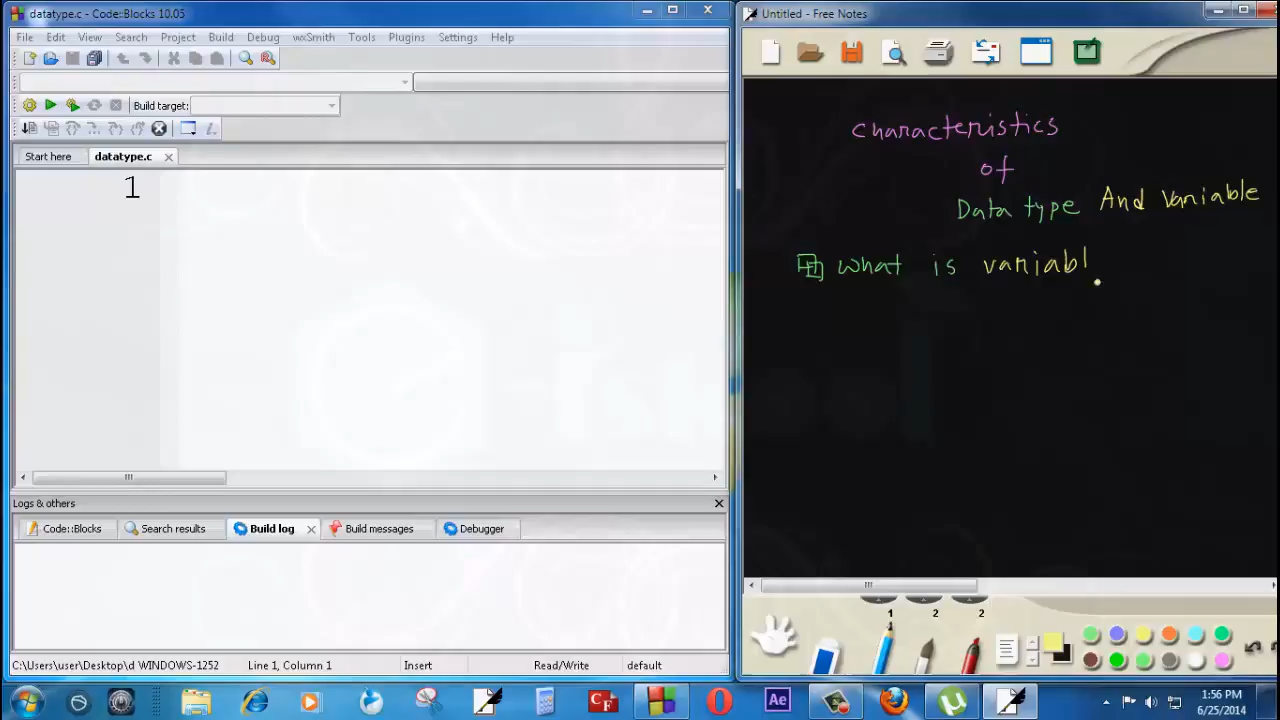 datatype.c - Code::Blocks 10.05
File Edit View Search Project Build Debug wxSmith Tools Plugins Settings Help
Build target:
Start here datatype.c
1
Logs & others
Code::Blocks Search results Build log Build messages Debugger
C:\Users\user\Desktop\d WINDOWS-1252 Line 1, Column 1 Insert Read/Write default
Untitled - Free Notes
characteristics
of
Data type And variable
what is variabl
1 2 2
CF Ae
1:56 PM
6/25/2014